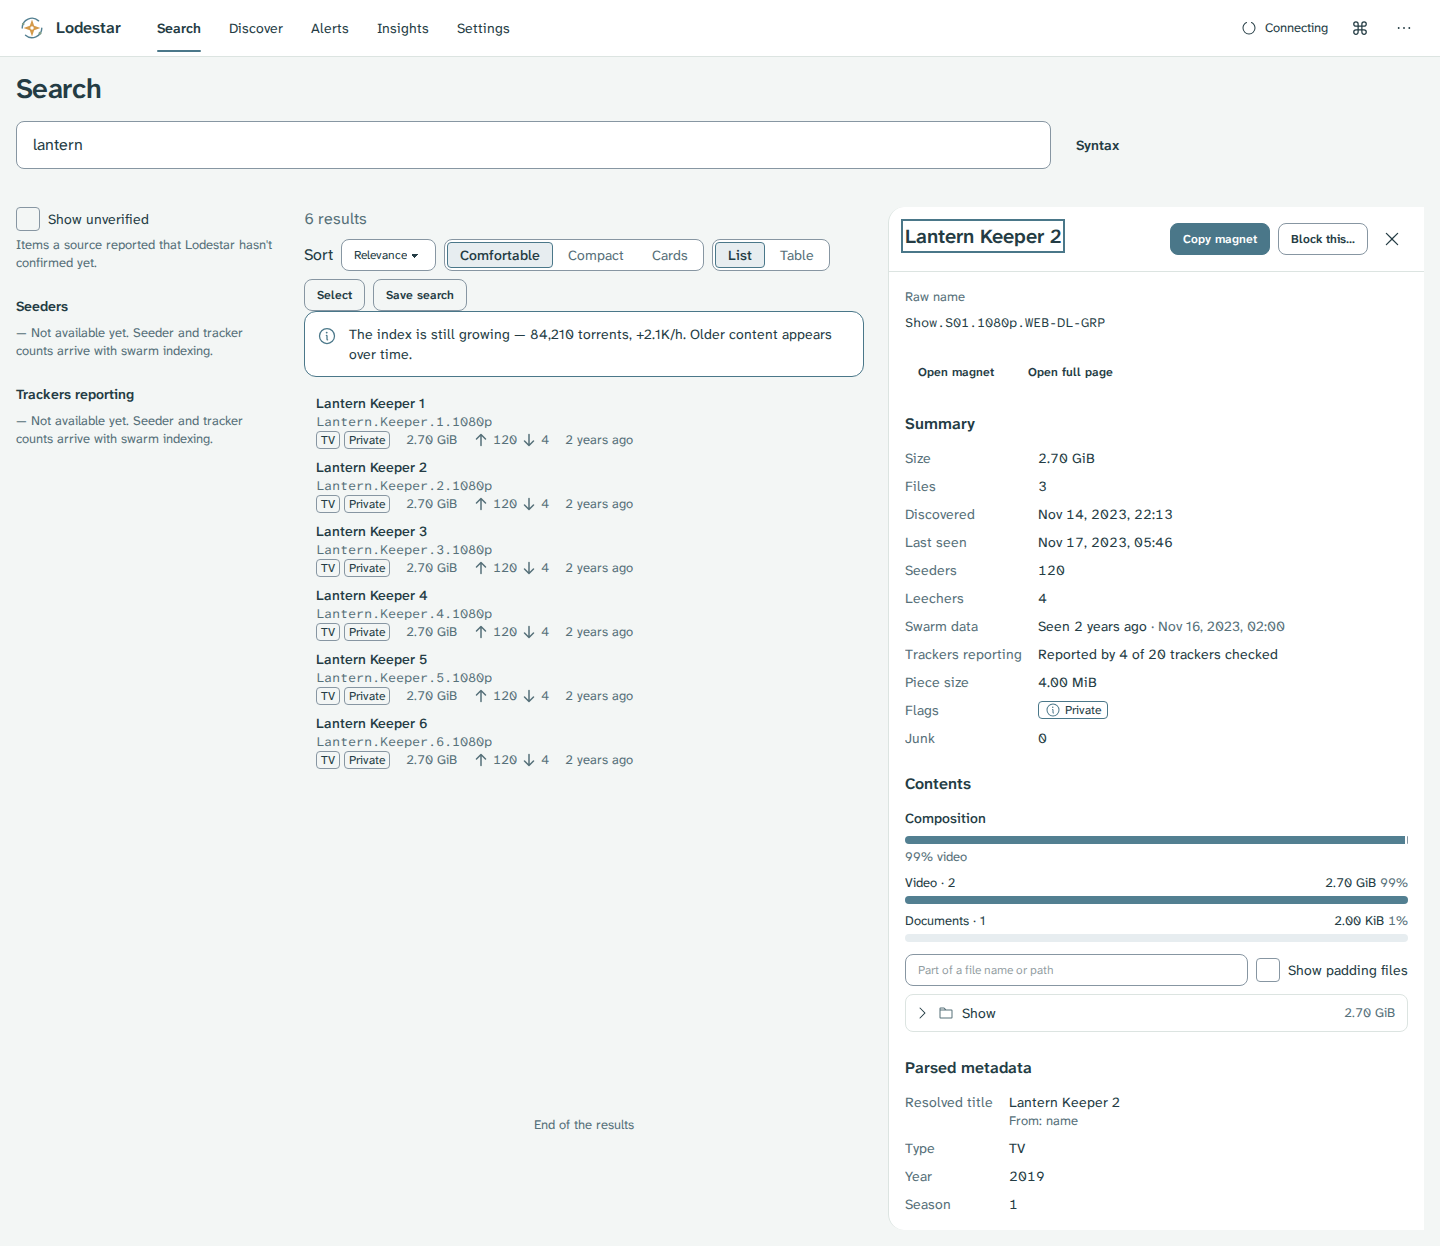 Lodestar
Search
Discover
Alerts
Insights
Settings
Connecting
Search
lantern
Syntax
Show unverified
Items a source reported that Lodestar hasn't
confirmed yet.
Seeders
— Not available yet. Seeder and tracker
counts arrive with swarm indexing.
Trackers reporting
— Not available yet. Seeder and tracker
counts arrive with swarm indexing.
6 results
Sort
Relevance
Comfortable
Compact
Cards
List
Table
Select
Save search
The index is still growing — 84,210 torrents, +2.1K/h. Older content appears
over time.
Lantern Keeper 1
Lantern.Keeper.1.1080p
TV Private 2.70 GiB 120 4 2 years ago
Lantern Keeper 2
Lantern.Keeper.2.1080p
TV Private 2.70 GiB 120 4 2 years ago
Lantern Keeper 3
Lantern.Keeper.3.1080p
TV Private 2.70 GiB 120 4 2 years ago
Lantern Keeper 4
Lantern.Keeper.4.1080p
TV Private 2.70 GiB 120 4 2 years ago
Lantern Keeper 5
Lantern.Keeper.5.1080p
TV Private 2.70 GiB 120 4 2 years ago
Lantern Keeper 6
Lantern.Keeper.6.1080p
TV Private 2.70 GiB 120 4 2 years ago
End of the results
Lantern Keeper 2
Copy magnet
Block this...
Raw name
Show.S01.1080p.WEB-DL-GRP
Open magnet
Open full page
Summary
Size 2.70 GiB
Files 3
Discovered Nov 14, 2023, 22:13
Last seen Nov 17, 2023, 05:46
Seeders 120
Leechers 4
Swarm data Seen 2 years ago · Nov 16, 2023, 02:00
Trackers reporting Reported by 4 of 20 trackers checked
Piece size 4.00 MiB
Flags Private
Junk 0
Contents
Composition
99% video
Video · 2 2.70 GiB 99%
Documents · 1 2.00 KiB 1%
Part of a file name or path
Show padding files
Show 2.70 GiB
Parsed metadata
Resolved title Lantern Keeper 2
From: name
Type TV
Year 2019
Season 1